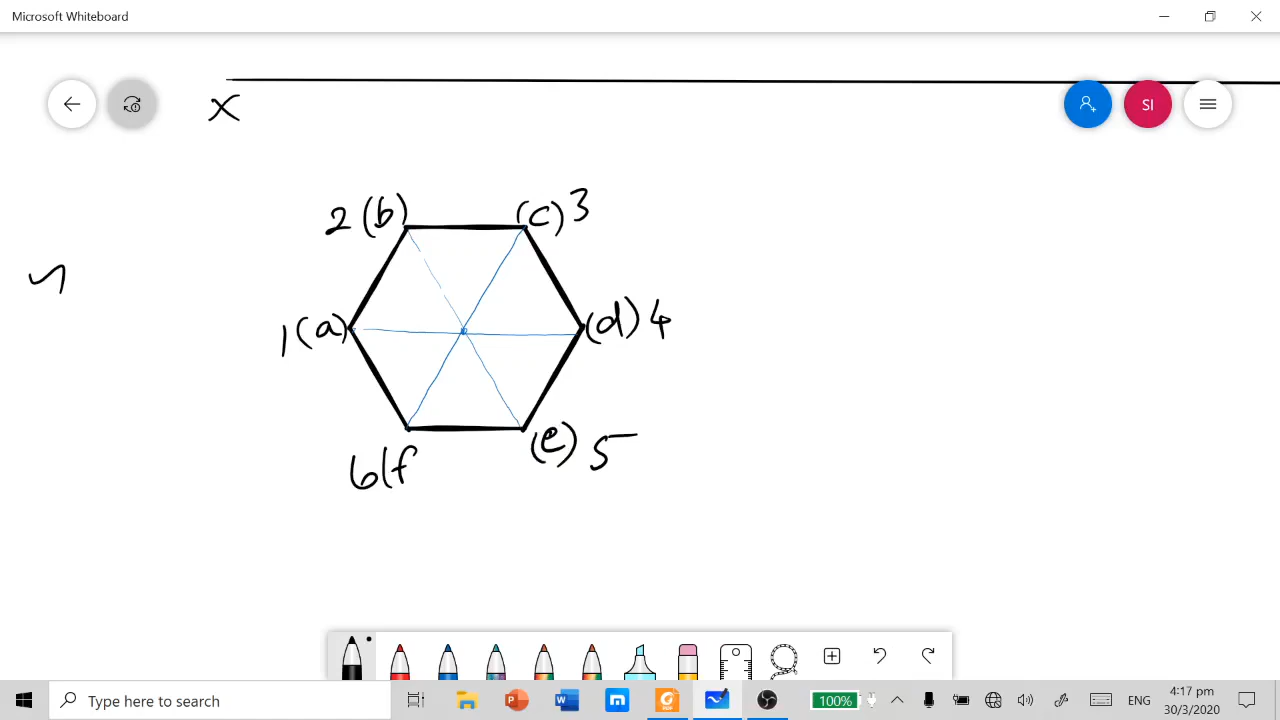 Microsoft Whiteboard
SI
x
2 (b)
(c) 3
1 (a)
(d) 4
6 (f
(e) 5
Type here to search
100%
ENG
4:17 pm
30/3/2020